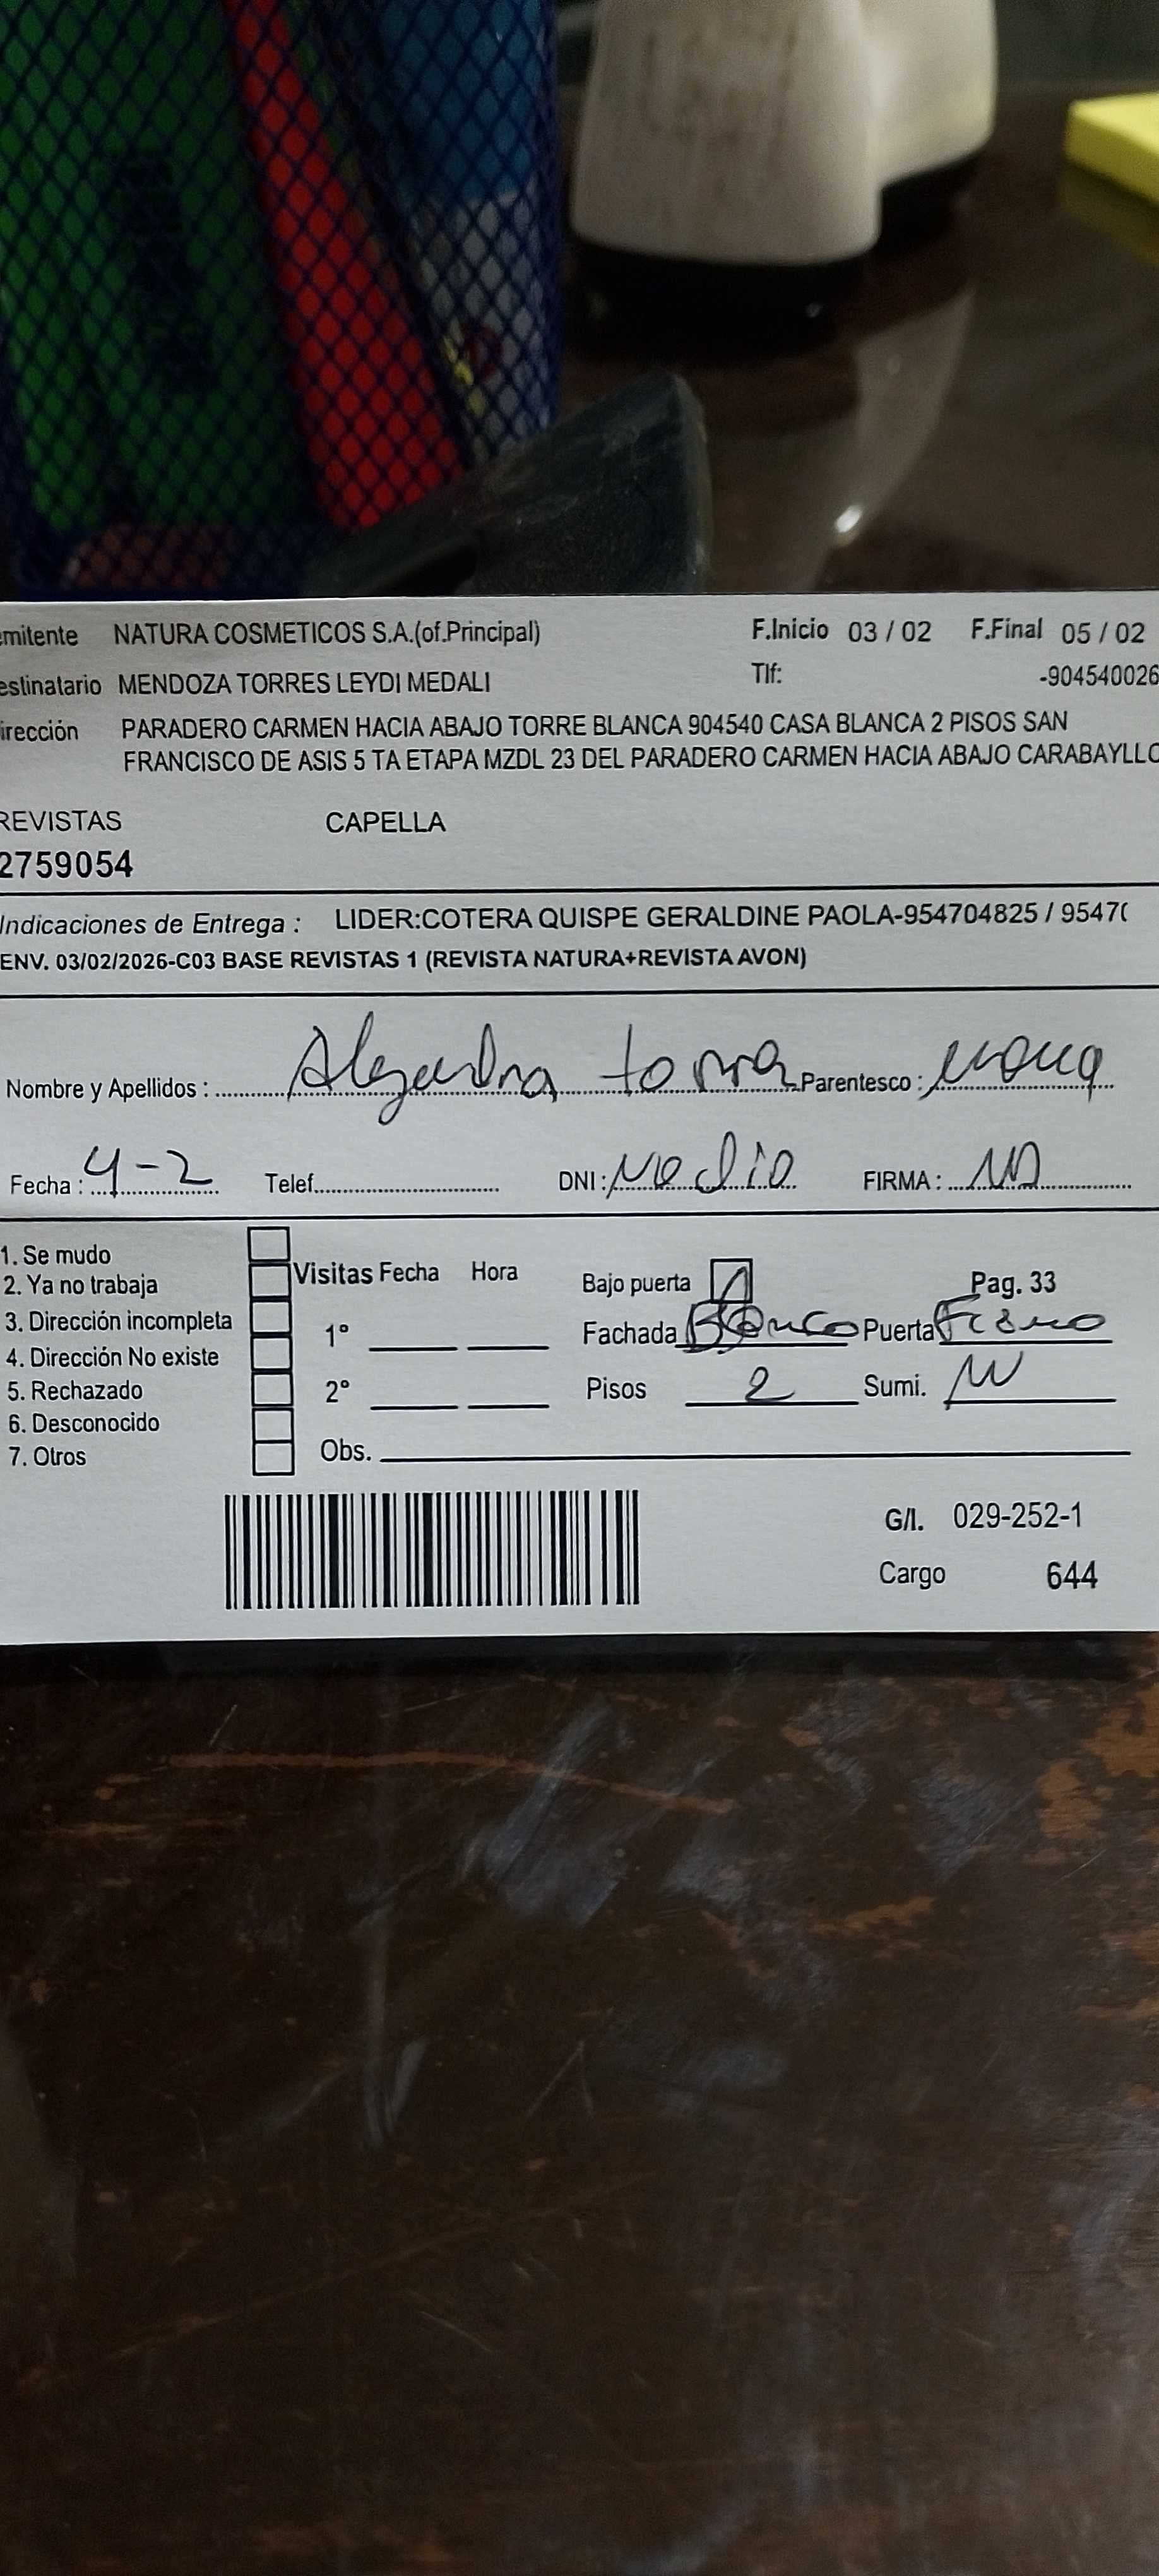 emitente NATURA COSMETICOS S.A.(of.Principal) F.Inicio 03 / 02 F.Final 05 / 02
estinatario MENDOZA TORRES LEYDI MEDALI Tlf: -904540026
irección PARADERO CARMEN HACIA ABAJO TORRE BLANCA 904540 CASA BLANCA 2 PISOS SAN
FRANCISCO DE ASIS 5 TA ETAPA MZDL 23 DEL PARADERO CARMEN HACIA ABAJO CARABAYLLO
REVISTAS CAPELLA
2759054
Indicaciones de Entrega : LIDER:COTERA QUISPE GERALDINE PAOLA-954704825 / 9547(
ENV. 03/02/2026-C03 BASE REVISTAS 1 (REVISTA NATURA+REVISTA AVON)
Nombre y Apellidos : Alejandra Parentesco :
Fecha : 4-2 Telef. DNI : FIRMA :
1. Se mudo
2. Ya no trabaja Visitas Fecha Hora Bajo puerta Pag. 33
3. Dirección incompleta 1° Fachada Blanco Puerta
4. Dirección No existe
5. Rechazado 2° Pisos 2 Sumi.
6. Desconocido
7. Otros Obs.
G/l. 029-252-1
Cargo 644